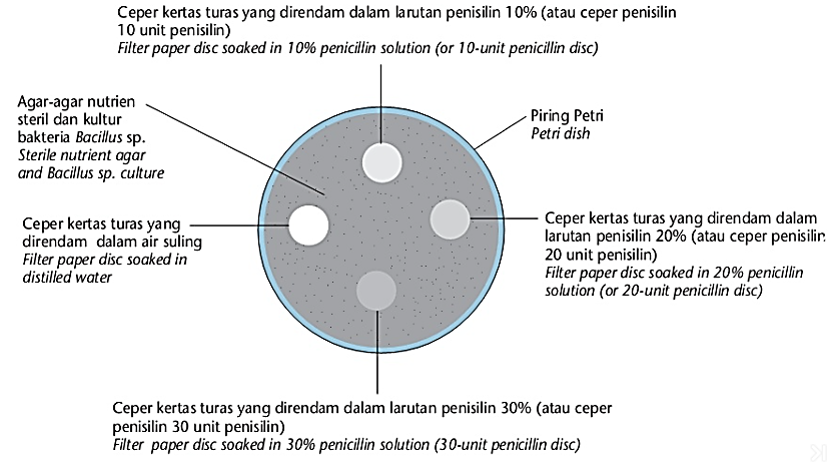 Ceper kertas turas yang direndam dalam larutan penisilin 10% (atau ceper penisilin
10 unit penisilin)
Filter paper disc soaked in 10% penicillin solution (or 10-unit penicillin disc)
Agar-agar nutrien
steril dan kultur
bakteria Bacillus sp.
Sterile nutrient agar
and Bacillus sp. culture
Piring Petri
Petri dish
Ceper kertas turas yang
direndam dalam air suling
Filter paper disc soaked in
distilled water
Ceper kertas turas yang direndam dalam
larutan penisilin 20% (atau ceper penisilin
20 unit penisilin)
Filter paper disc soaked in 20% penicillin
solution (or 20-unit penicillin disc)
Ceper kertas turas yang direndam dalam larutan penisilin 30% (atau ceper
penisilin 30 unit penisilin)
Filter paper disc soaked in 30% penicillin solution (30-unit penicillin disc)